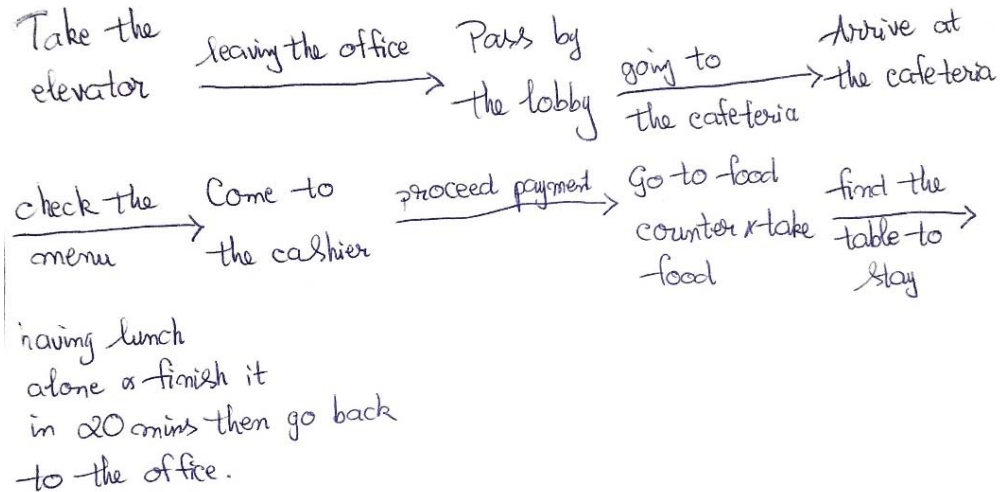 Take the
elevator
leaving the office
Pass by
the lobby
going to
the cafeteria
Arrive at
the cafeteria
check the
menu
Come to
the cashier
proceed payment
Go to food
counter & take
food
find the
table to
stay
having lunch
alone & finish it
in 20 mins then go back
to the office.